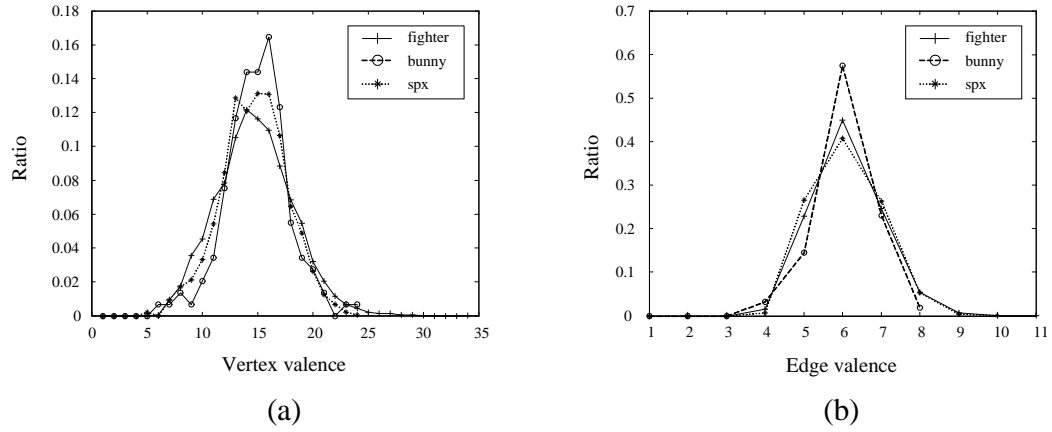 0.18
0.16
0.14
0.12
0.1
0.08
0.06
0.04
0.02
0
Ratio
fighter
bunny
spx
0 5 10 15 20 25 30 35
Vertex valence
(a)
0.7
0.6
0.5
0.4
0.3
0.2
0.1
0
Ratio
fighter
bunny
spx
1 2 3 4 5 6 7 8 9 10 11
Edge valence
(b)